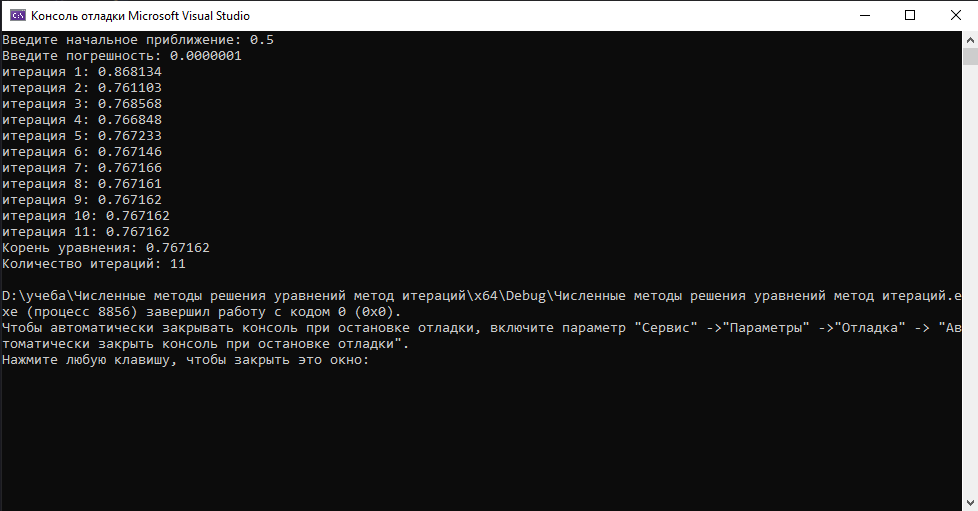 Консоль отладки Microsoft Visual Studio
Введите начальное приближение: 0.5
Введите погрешность: 0.0000001
итерация 1: 0.868134
итерация 2: 0.761103
итерация 3: 0.768568
итерация 4: 0.766848
итерация 5: 0.767233
итерация 6: 0.767146
итерация 7: 0.767166
итерация 8: 0.767161
итерация 9: 0.767162
итерация 10: 0.767162
итерация 11: 0.767162
Корень уравнения: 0.767162
Количество итераций: 11
D:\учеба\Численные методы решения уравнений метод итераций\x64\Debug\Численные методы решения уравнений метод итераций.е
xe (процесс 8856) завершил работу с кодом 0 (0x0).
Чтобы автоматически закрывать консоль при остановке отладки, включите параметр "Сервис" ->"Параметры" ->"Отладка" -> "Ав
томатически закрыть консоль при остановке отладки".
Нажмите любую клавишу, чтобы закрыть это окно: